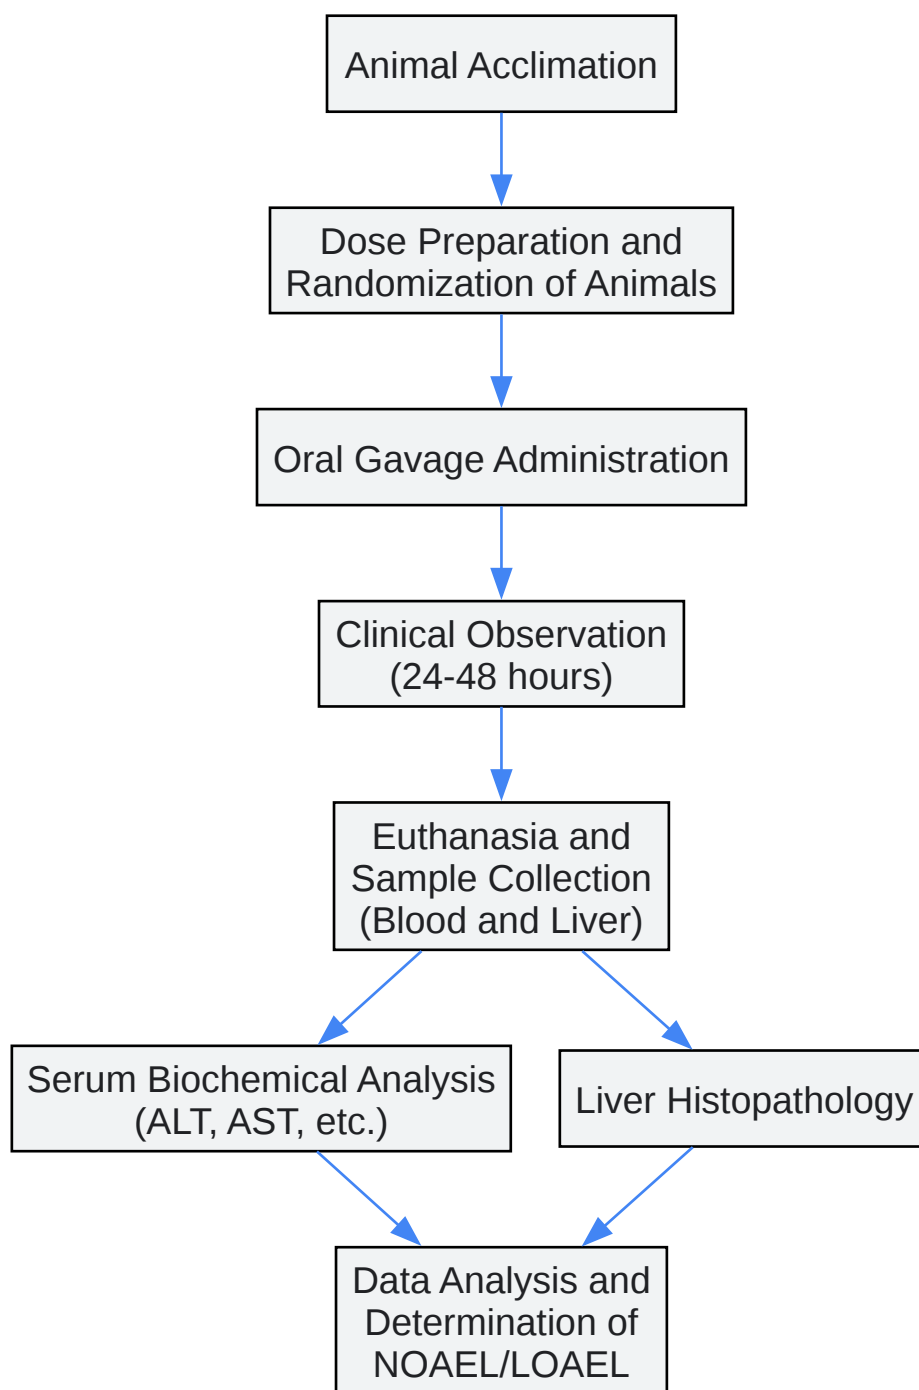 Animal Acclimation
Dose Preparation and
Randomization of Animals
Oral Gavage Administration
Clinical Observation
(24-48 hours)
Euthanasia and
Sample Collection
(Blood and Liver)
Serum Biochemical Analysis
(ALT, AST, etc.)
Liver Histopathology
Data Analysis and
Determination of
NOAEL/LOAEL